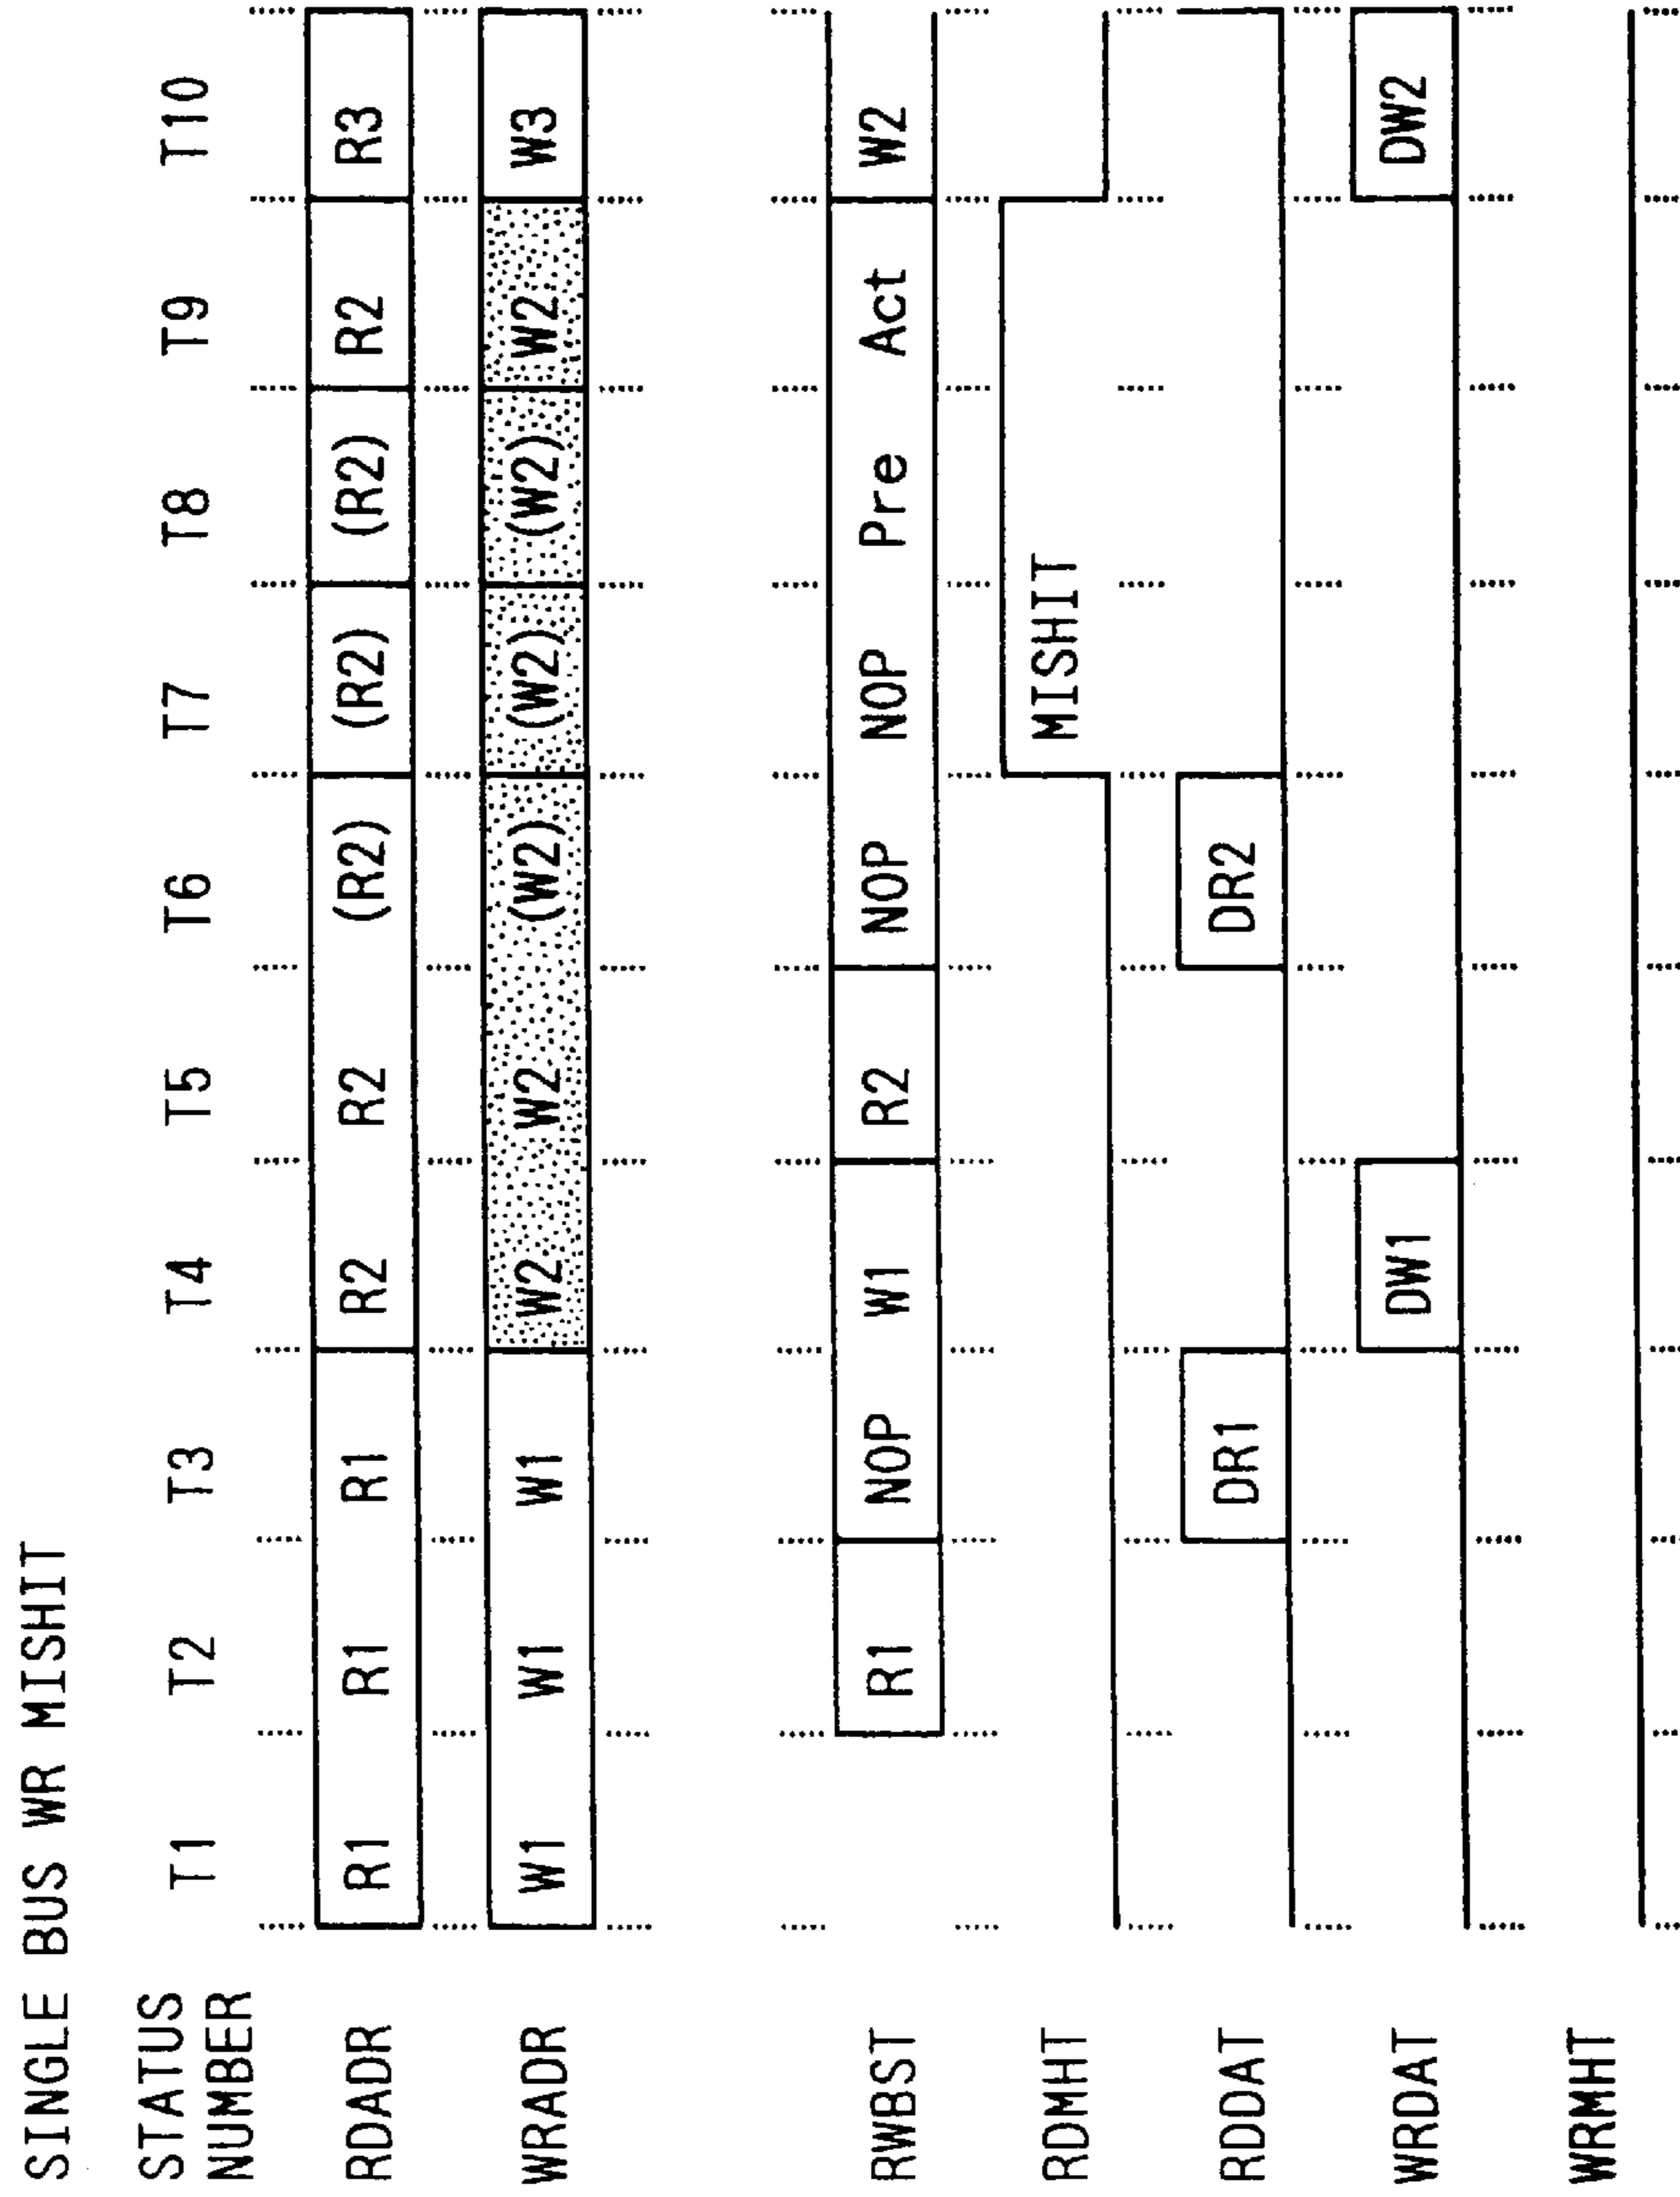 SINGLE BUS WR MISHIT
STATUS NUMBER T1 T2 T3 T4 T5 T6 T7 T8 T9 T10
RDADR R1 R1 R1 R2 R2 (R2) (R2) (R2) R2 R3
WRADR W1 W1 W1 W2 W2 (W2) (W2) (W2) W2 W3
RWBST R1 NOP W1 R2 NOP NOP Pre Act W2
RDMHT MISHIT
RDDAT DR1 DR2
WRDAT DW1 DW2
WRMHT